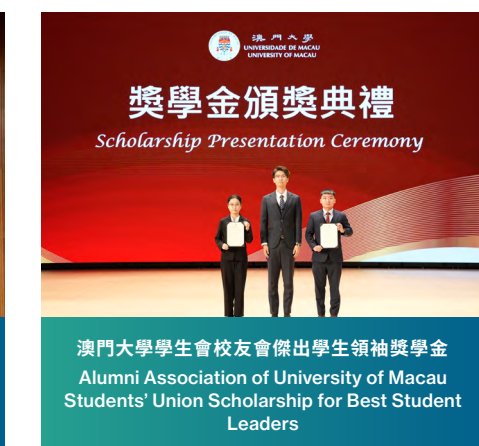 澳門大學
UNIVERSIDADE DE MACAU
UNIVERSITY OF MACAU
獎學金頒獎典禮
Scholarship Presentation Ceremony
澳門大學學生會校友會傑出學生領袖獎學金
Alumni Association of University of Macau
Students' Union Scholarship for Best Student
Leaders